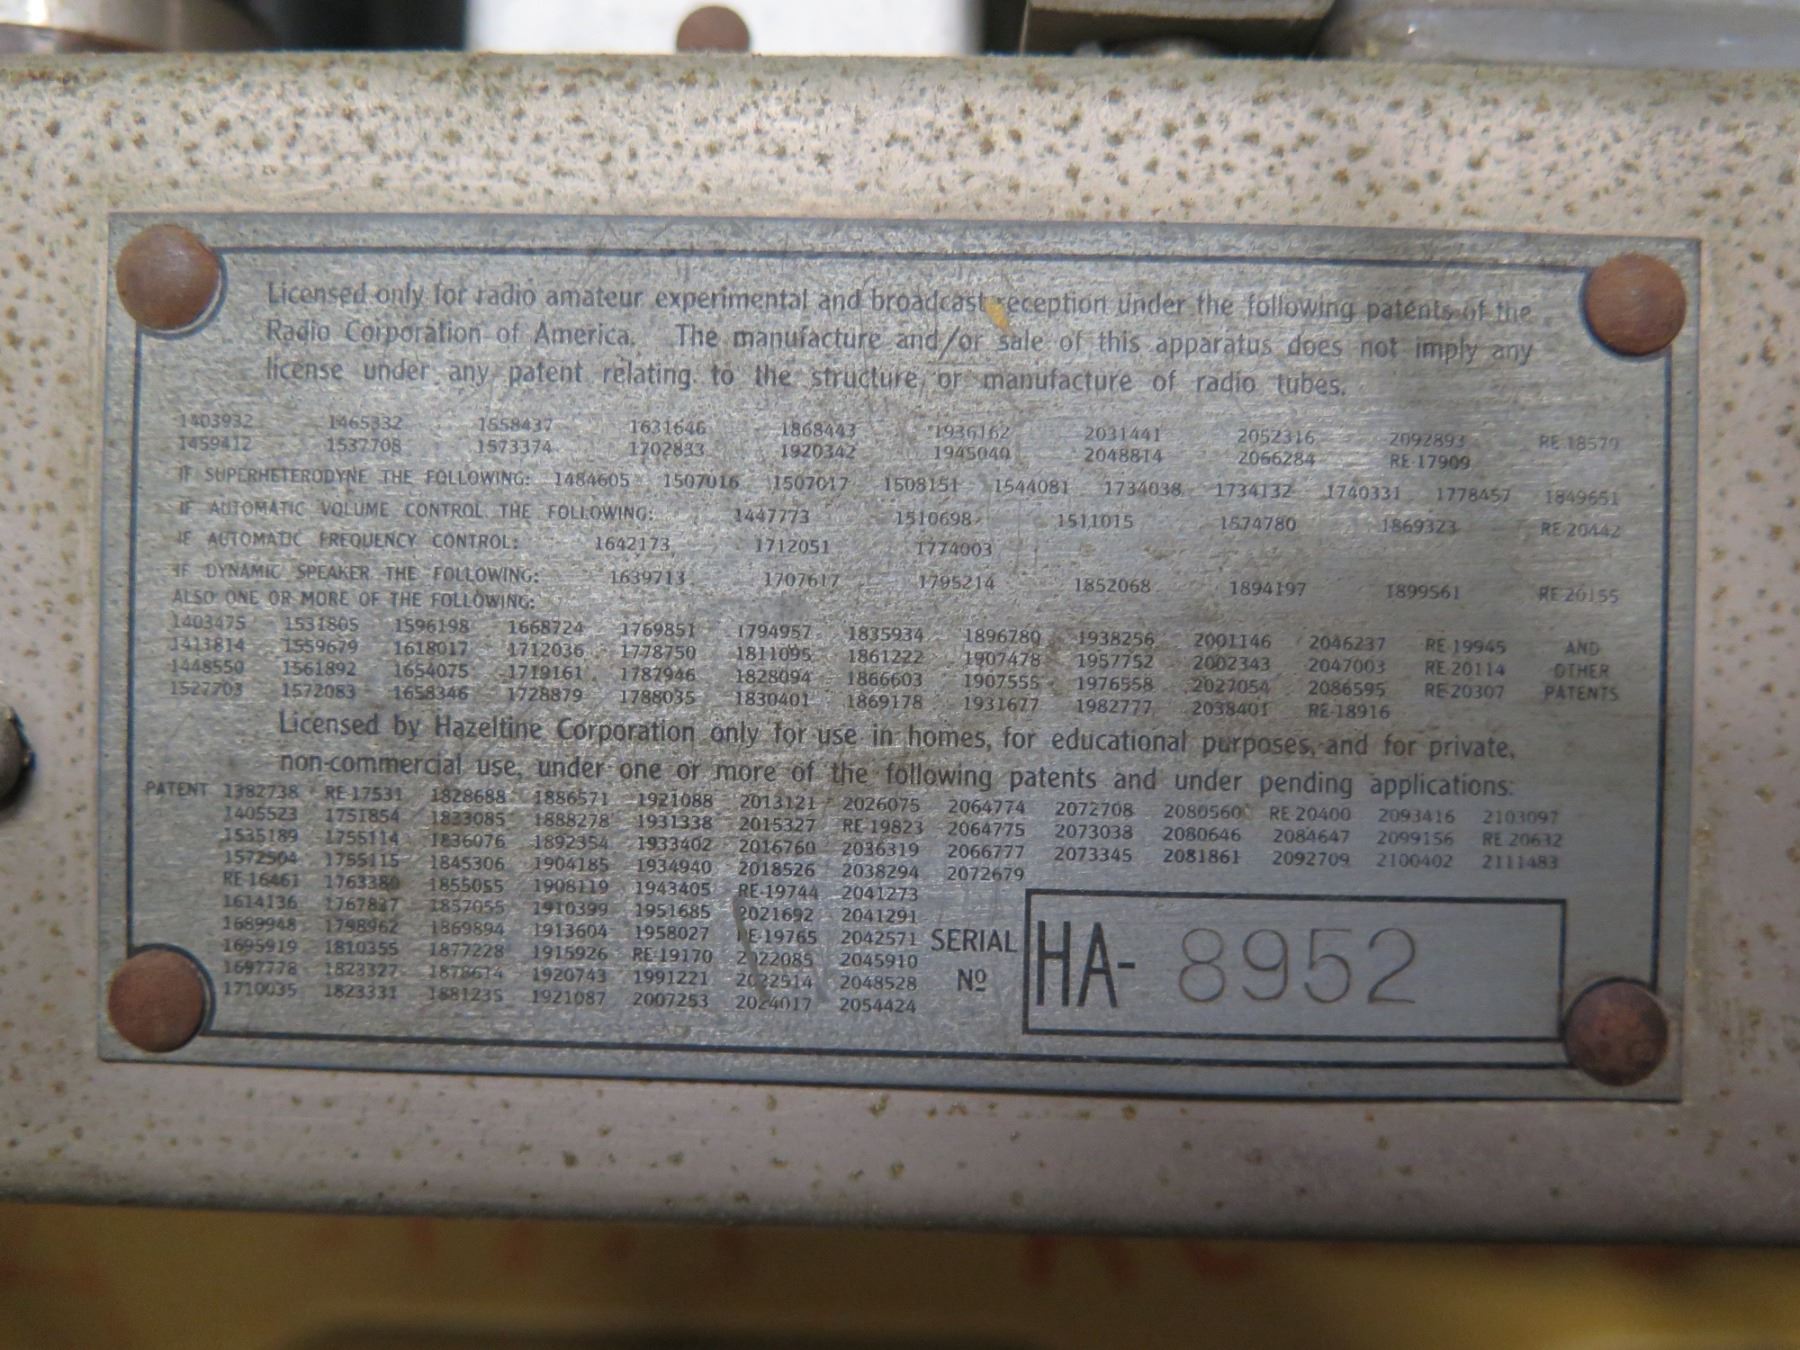 Licensed only for radio amateur experimental and broadcast reception under the following patents of the
Radio Corporation of America. The manufacture and/or sale of this apparatus does not imply any
license under any patent relating to the structure or manufacture of radio tubes.
1403932 1465332 1558437 1631646 1868443 1936162 2031441 2052316 2092893 RE-18579
1459412 1537708 1573374 1702833 1920342 1945040 2048814 2066284 RE-17909
IF SUPERHETERODYNE THE FOLLOWING: 1484605 1507016 1507017 1508151 1544081 1734038 1734132 1740331 1778457 1849651
IF AUTOMATIC VOLUME CONTROL THE FOLLOWING: 1447773 1510698 1511015 1574780 1869323 RE-20442
IF AUTOMATIC FREQUENCY CONTROL: 1642173 1712051 1774003
IF DYNAMIC SPEAKER THE FOLLOWING: 1639713 1707617 1795214 1852068 1894197 1899561 RE-20155
ALSO ONE OR MORE OF THE FOLLOWING:
1403475 1531805 1596198 1668724 1769851 1794957 1835934 1896780 1938256 2001146 2046237 RE-19945 AND
1413814 1559679 1618017 1712036 1778750 1811095 1861222 1907478 1957752 2002343 2047003 RE-20114 OTHER
1448550 1561892 1654075 1719161 1787946 1828094 1866603 1907555 1976558 2027054 2086595 RE-20307 PATENTS
1527703 1572083 1658346 1728879 1788035 1830401 1869178 1931677 1982777 2038401 RE-18916
Licensed by Hazeltine Corporation only for use in homes, for educational purposes, and for private,
non-commercial use, under one or more of the following patents and under pending applications:
PATENT 1382738 RE-17531 1828688 1886571 1921088 2013121 2026075 2064774 2072708 2080560 RE-20400 2093416 2103097
1405523 1751854 1833085 1888278 1931338 2015327 RE-19823 2064775 2073038 2080646 2084647 2099156 RE 20632
1535189 1755114 1836076 1892354 1933402 2016760 2036319 2066777 2073345 2081861 2092709 2100402 2111483
1572504 1755115 1845306 1904185 1934940 2018526 2038294 2072679
RE-16461 1763380 1855055 1908119 1943405 RE-19744 2041273
1614136 1767837 1857055 1910399 1951685 2021692 2041291
1689948 1798962 1869894 1913604 1958027 RE-19765 2042571
1695919 1810355 1877228 1915926 RE-19170 2022085 2045910
1697778 1823327 1878614 1920743 1991221 2022514 2048528
1710035 1823331 1881235 1921087 2007253 2024017 2054424
SERIAL
Nº
HA- 8952